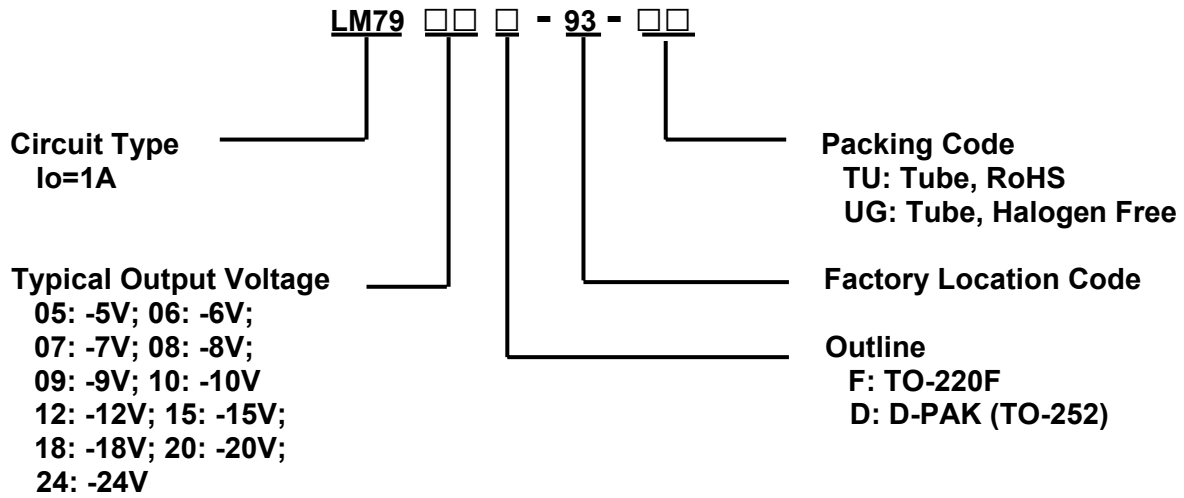 LM79 □□ □ - 93 - □□
Circuit Type
Io=1A
Typical Output Voltage
05: -5V; 06: -6V;
07: -7V; 08: -8V;
09: -9V; 10: -10V
12: -12V; 15: -15V;
18: -18V; 20: -20V;
24: -24V
Packing Code
TU: Tube, RoHS
UG: Tube, Halogen Free
Factory Location Code
Outline
F: TO-220F
D: D-PAK (TO-252)